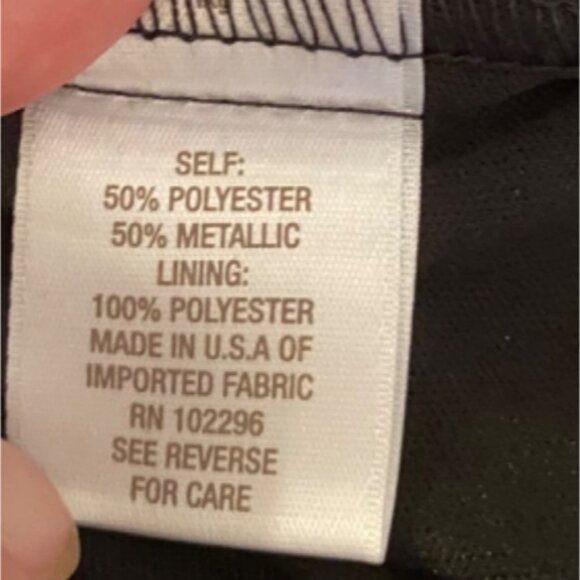 SELF:
50% POLYESTER
50% METALLIC
LINING:
100% POLYESTER
MADE IN U.S.A OF
IMPORTED FABRIC
RN 102296
SEE REVERSE
FOR CARE